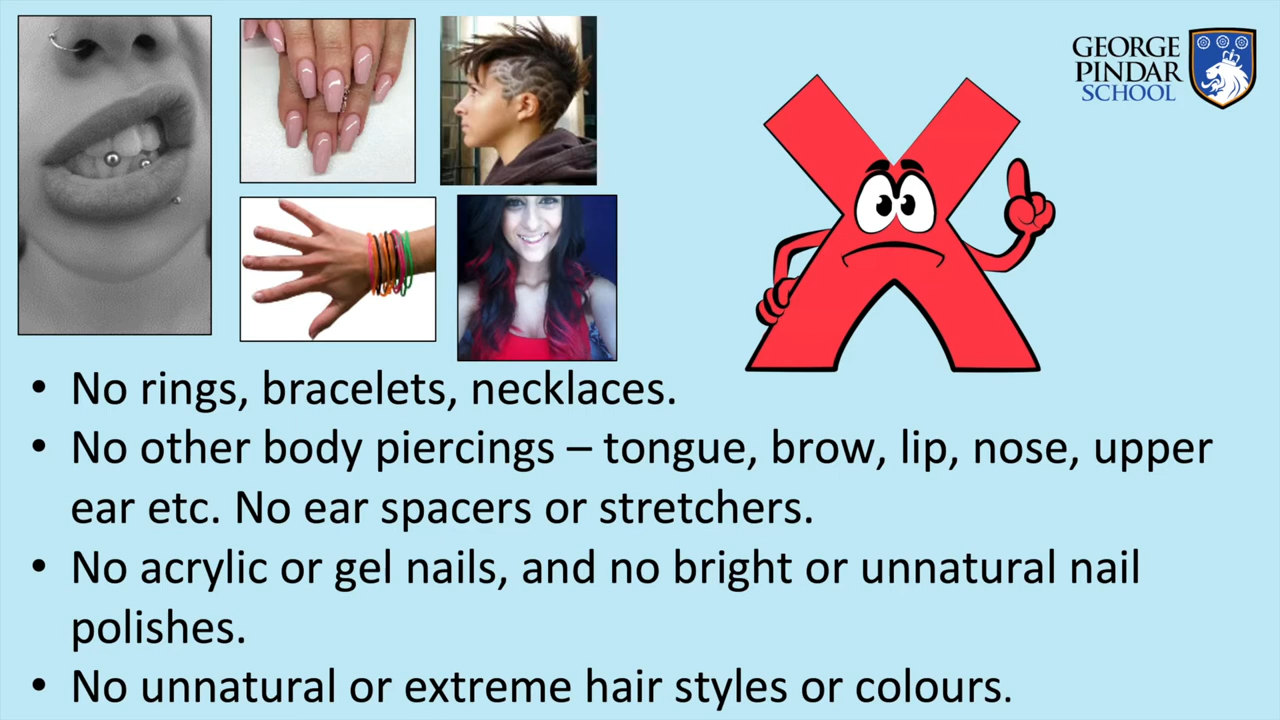 GEORGE
PINDAR
SCHOOL
• No rings, bracelets, necklaces.
• No other body piercings – tongue, brow, lip, nose, upper
ear etc. No ear spacers or stretchers.
• No acrylic or gel nails, and no bright or unnatural nail
polishes.
• No unnatural or extreme hair styles or colours.